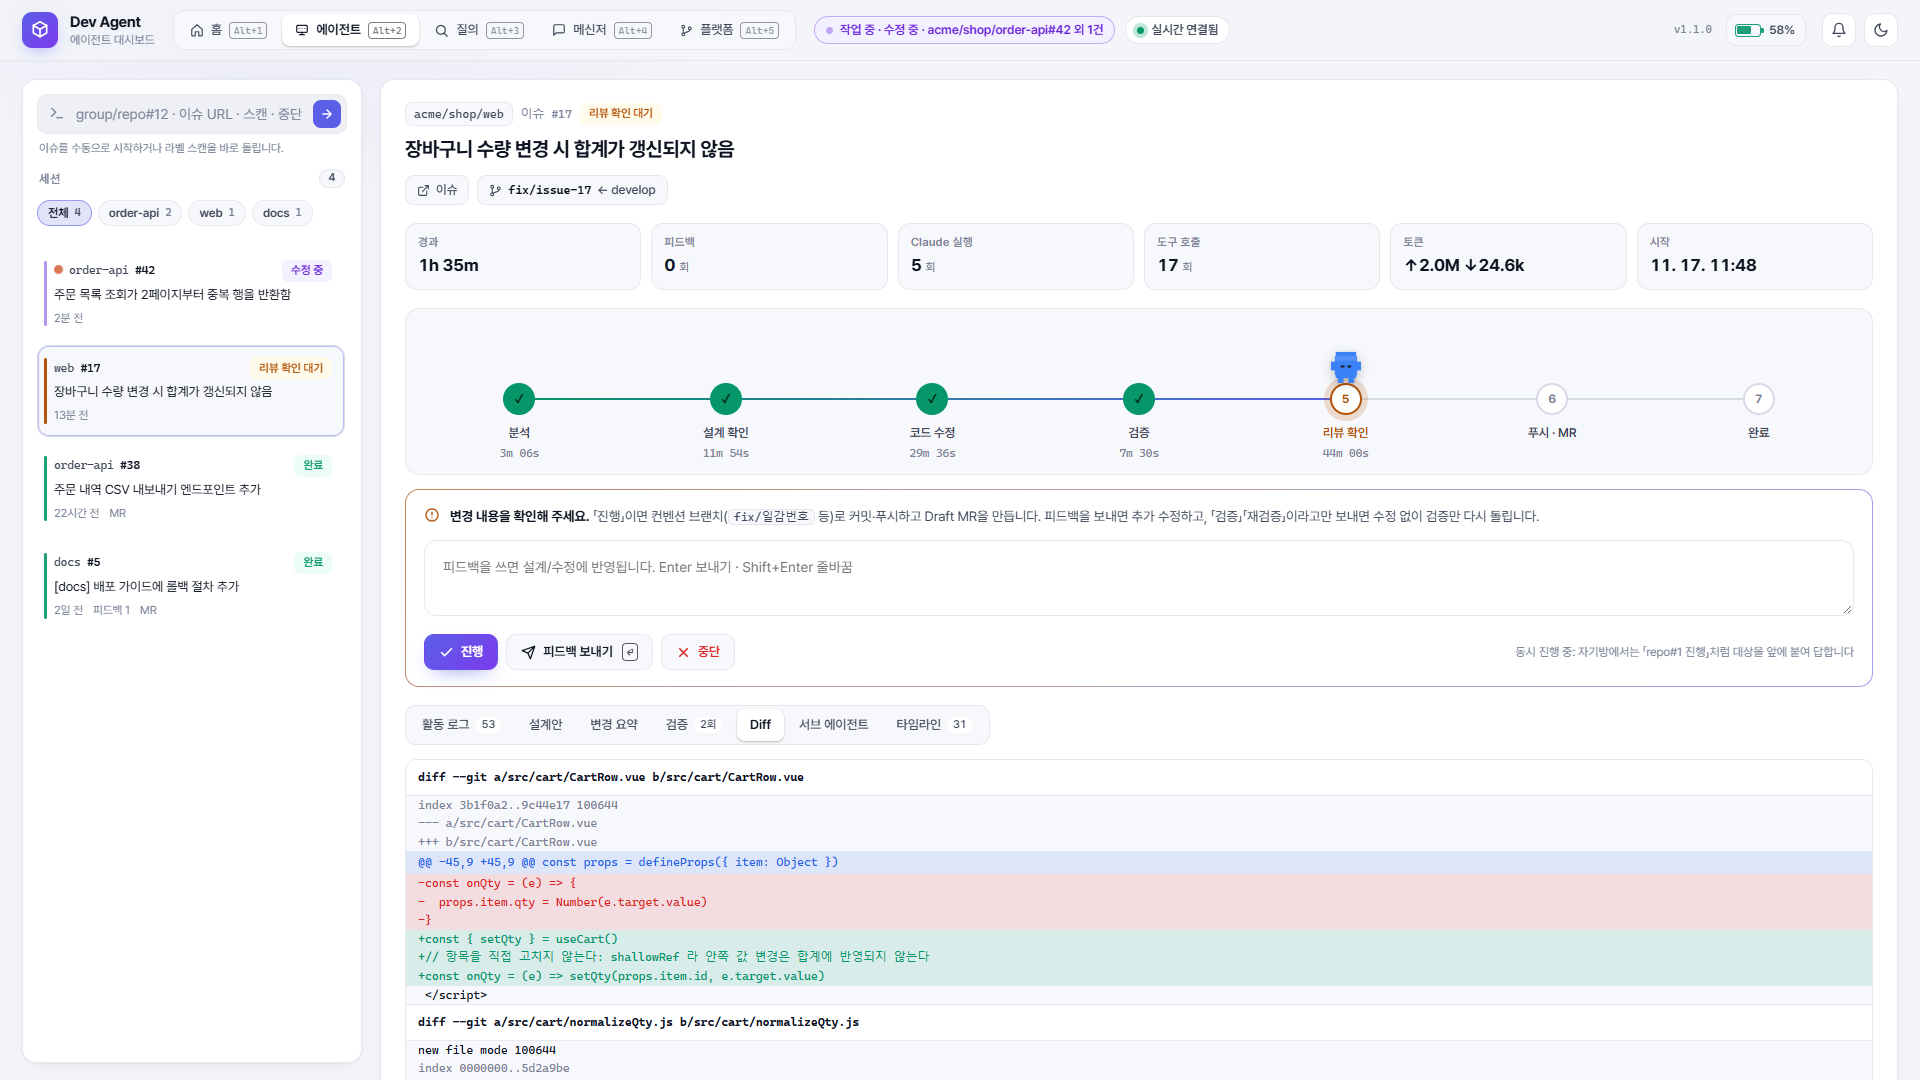 Dev Agent
에이전트 대시보드
홈 Alt+1
에이전트 Alt+2
질의 Alt+3
메신저 Alt+4
플랫폼 Alt+5
작업 중 · 수정 중 · acme/shop/order-api#42 외 1건
실시간 연결됨
v1.1.0
58%
group/repo#12 · 이슈 URL · 스캔 · 중단
이슈를 수동으로 시작하거나 라벨 스캔을 바로 돌립니다.
세션 4
전체 4
order-api 2
web 1
docs 1
order-api #42 수정 중
주문 목록 조회가 2페이지부터 중복 행을 반환함
2분 전
web #17 리뷰 확인 대기
장바구니 수량 변경 시 합계가 갱신되지 않음
13분 전
order-api #38 완료
주문 내역 CSV 내보내기 엔드포인트 추가
22시간 전 MR
docs #5 완료
[docs] 배포 가이드에 롤백 절차 추가
2일 전 피드백 1 MR
acme/shop/web 이슈 #17 리뷰 확인 대기
장바구니 수량 변경 시 합계가 갱신되지 않음
이슈
fix/issue-17 ← develop
경과
1h 35m
피드백
0 회
Claude 실행
5 회
도구 호출
17 회
토큰
↑2.0M ↓24.6k
시작
11. 17. 11:48
✓ ✓ ✓ ✓ 5 6 7
분석 설계 확인 코드 수정 검증 리뷰 확인 푸시 · MR 완료
3m 06s 11m 54s 29m 36s 7m 30s 44m 00s
변경 내용을 확인해 주세요. 「진행」이면 컨벤션 브랜치( fix/일감번호 등)로 커밋·푸시하고 Draft MR을 만듭니다. 피드백을 보내면 추가 수정하고, 「검증」「재검증」이라고만 보내면 수정 없이 검증만 다시 돌립니다.
피드백을 쓰면 설계/수정에 반영됩니다. Enter 보내기 · Shift+Enter 줄바꿈
진행
피드백 보내기
중단
동시 진행 중: 자기방에서는 「repo#1 진행」처럼 대상을 앞에 붙여 답합니다
활동 로그 53
설계안
변경 요약
검증 2회
Diff
서브 에이전트
타임라인 31
diff --git a/src/cart/CartRow.vue b/src/cart/CartRow.vue
index 3b1f0a2..9c44e17 100644
--- a/src/cart/CartRow.vue
+++ b/src/cart/CartRow.vue
@@ -45,9 +45,9 @@ const props = defineProps({ item: Object })
-const onQty = (e) => {
-  props.item.qty = Number(e.target.value)
-}
+const { setQty } = useCart()
+// 항목을 직접 고치지 않는다: shallowRef 라 안쪽 값 변경은 합계에 반영되지 않는다
+const onQty = (e) => setQty(props.item.id, e.target.value)
</script>
diff --git a/src/cart/normalizeQty.js b/src/cart/normalizeQty.js
new file mode 100644
index 0000000..5d2a9be